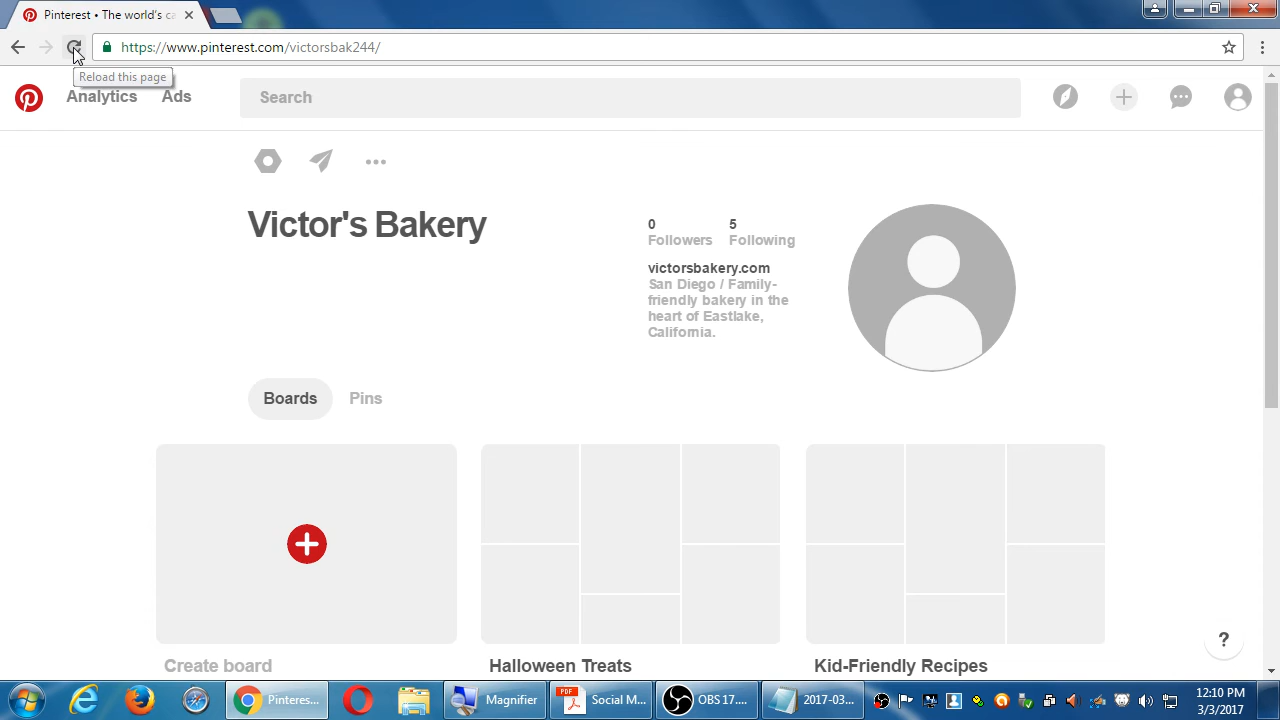 Pinterest • The world's ca
https://www.pinterest.com/victorsbak244/
Reload this page
Analytics
Ads
Search
Victor's Bakery
0
Followers
5
Following
victorsbakery.com
San Diego / Family-
friendly bakery in the
heart of Eastlake,
California.
Boards
Pins
Create board
Halloween Treats
Kid-Friendly Recipes
?
Pinteres...
Magnifier
PDF
Social M...
OBS 17....
2017-03...
12:10 PM
3/3/2017